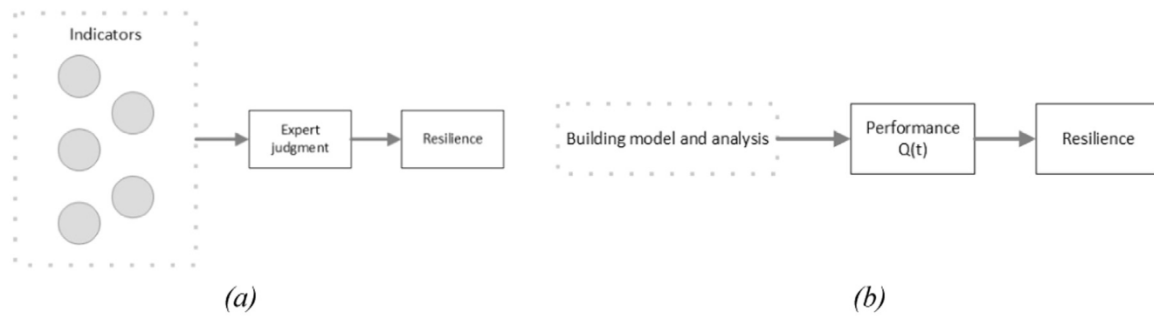 Indicators
Expert
judgment
Resilience
(a)
Building model and analysis
Performance
Q(t)
Resilience
(b)